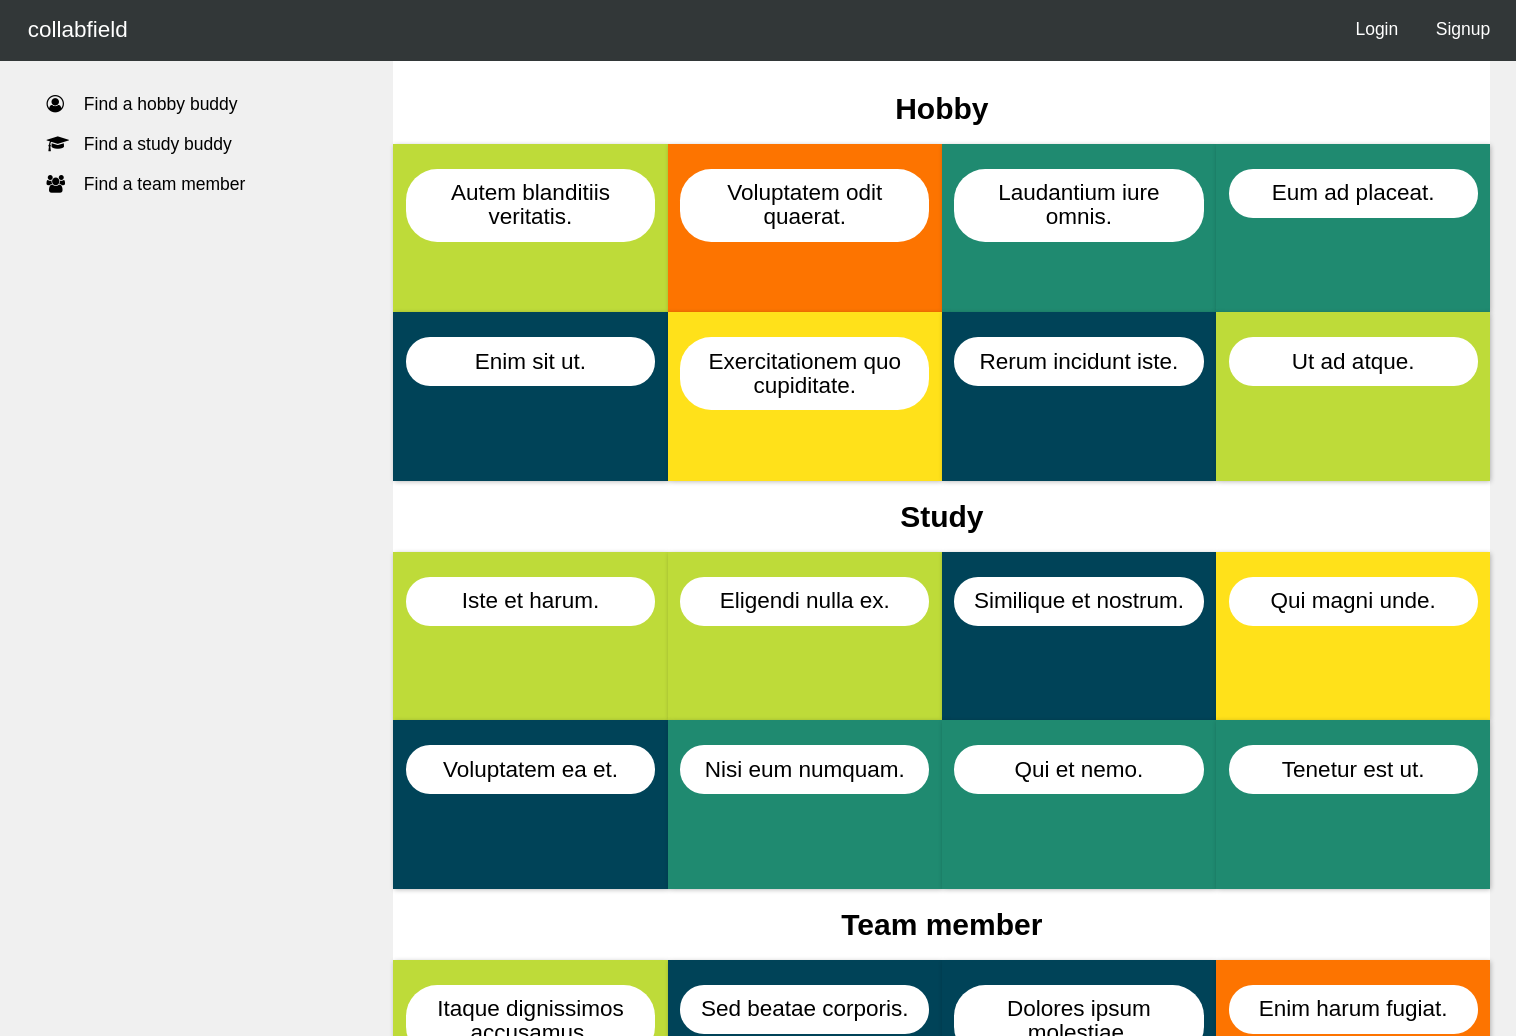 collabfield
Login
Signup
Find a hobby buddy
Find a study buddy
Find a team member
Hobby
Autem blanditiis
veritatis.
Voluptatem odit
quaerat.
Laudantium iure
omnis.
Eum ad placeat.
Enim sit ut.
Exercitationem quo
cupiditate.
Rerum incidunt iste.
Ut ad atque.
Study
Iste et harum.
Eligendi nulla ex.
Similique et nostrum.
Qui magni unde.
Voluptatem ea et.
Nisi eum numquam.
Qui et nemo.
Tenetur est ut.
Team member
Itaque dignissimos
accusamus.
Sed beatae corporis.
Dolores ipsum
molestiae.
Enim harum fugiat.